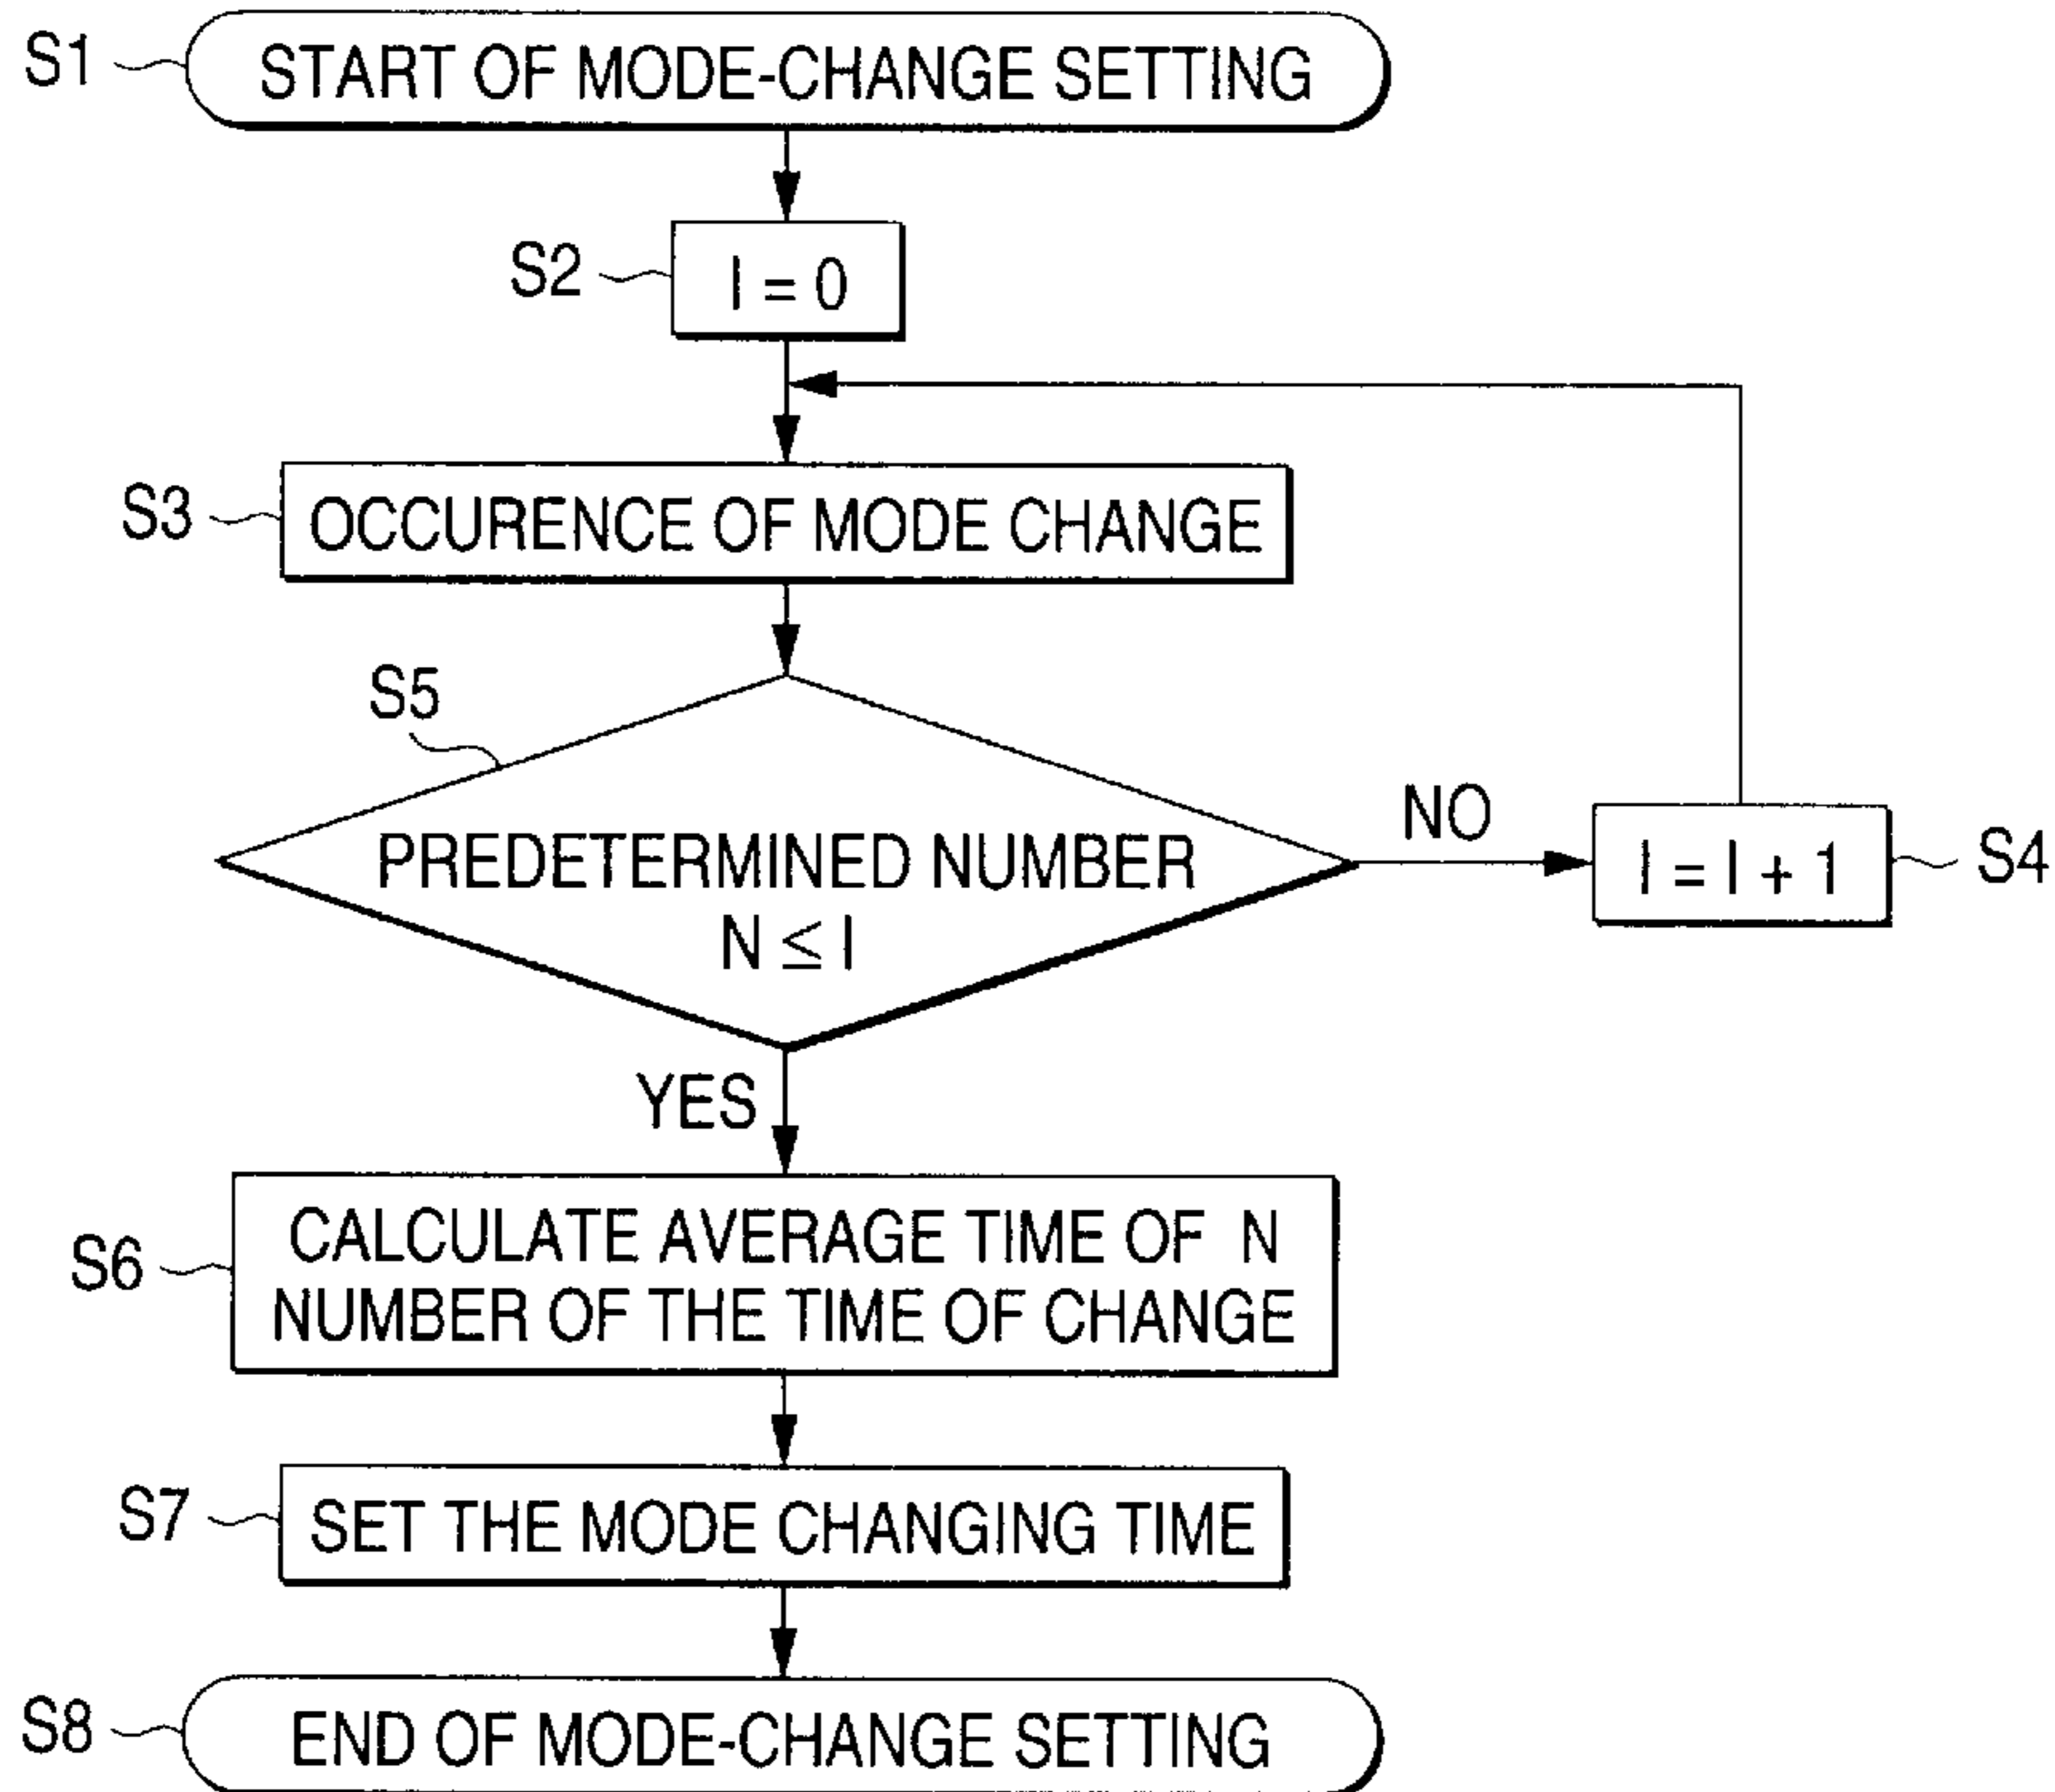 S1
START OF MODE-CHANGE SETTING
S2
I = 0
S3
OCCURENCE OF MODE CHANGE
S5
PREDETERMINED NUMBER
N ≤ I
NO
I = I + 1
S4
YES
S6
CALCULATE AVERAGE TIME OF N
NUMBER OF THE TIME OF CHANGE
S7
SET THE MODE CHANGING TIME
S8
END OF MODE-CHANGE SETTING